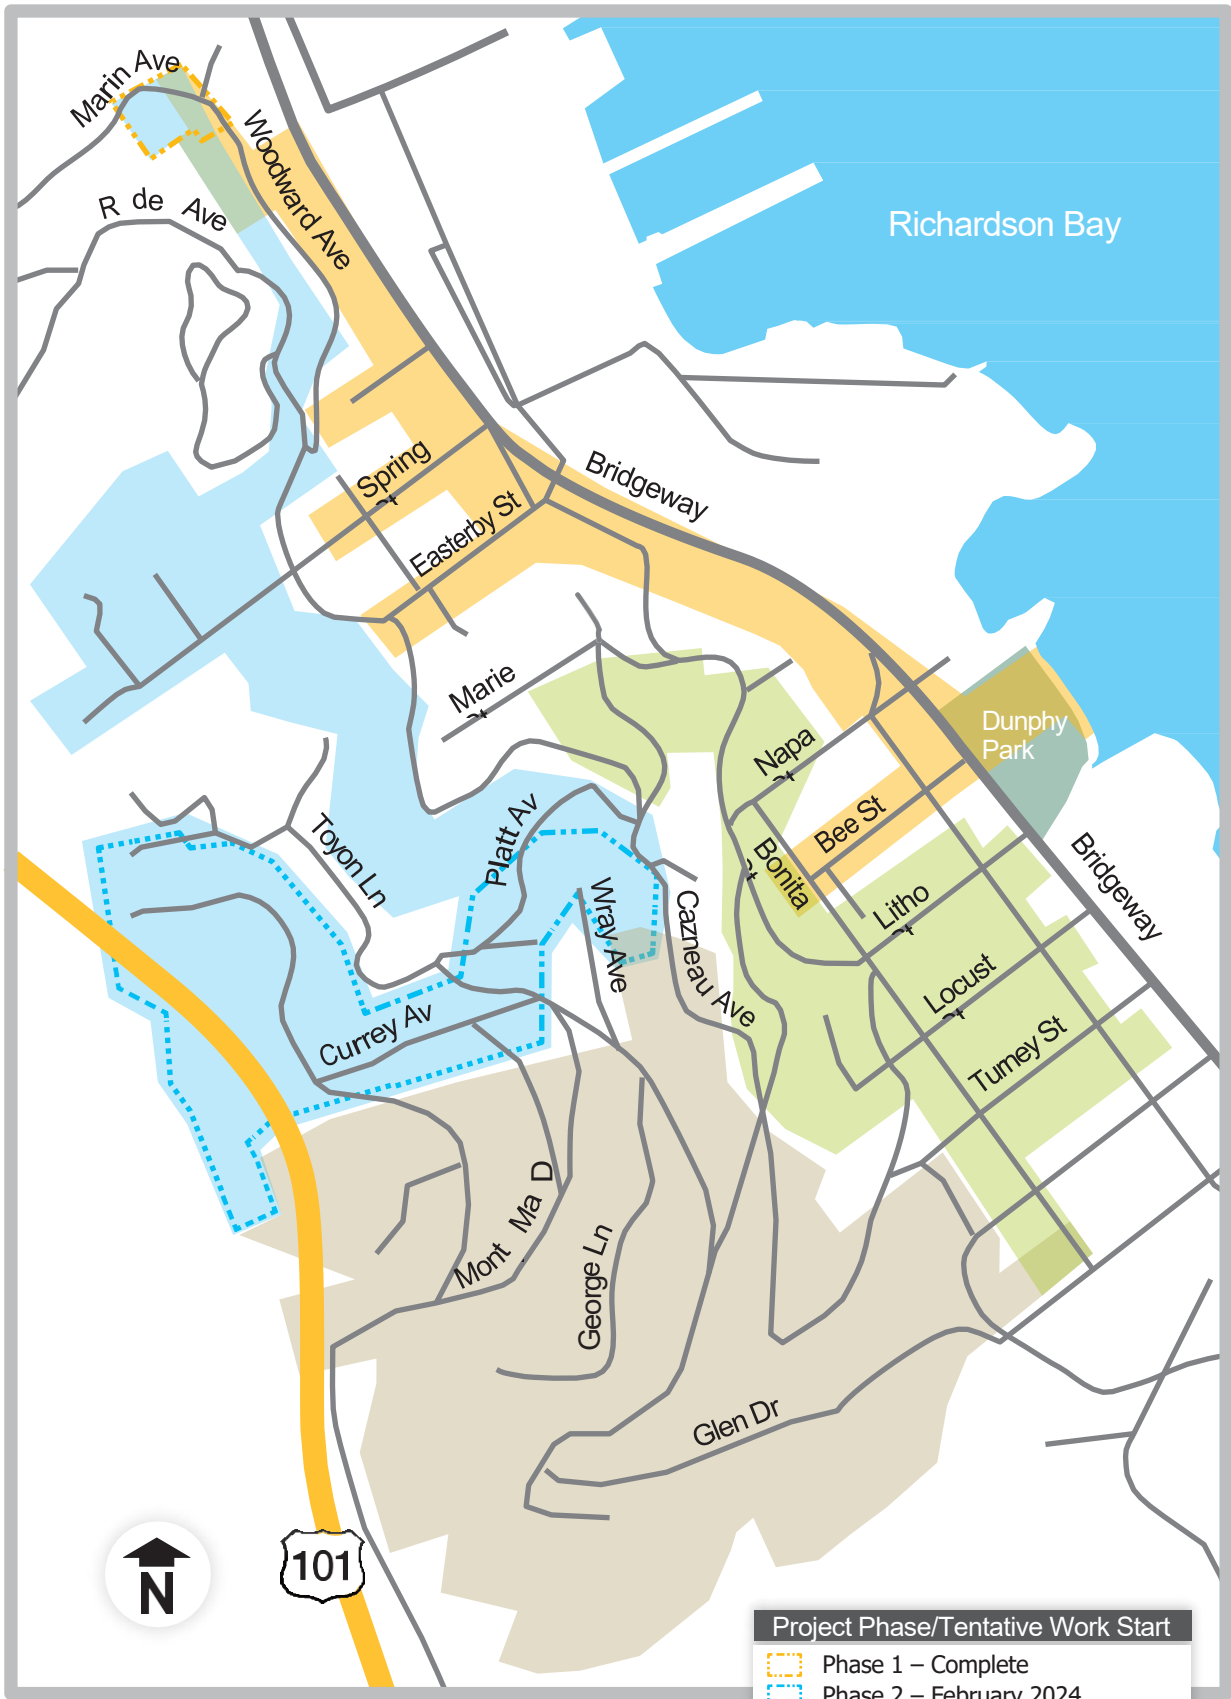 Marin Ave
Woodward Ave
R de Ave
Richardson Bay
Spring
Bridgeway
Easterby St
Marie
Dunphy
Park
Napa
Bee St
Bonita
Bridgeway
Toyon Ln
Platt Av
Wray Ave
Cazneau Ave
Litho
Locust
Currey Av
Turney St
Mont Ma D
George Ln
Glen Dr
101
N
Project Phase/Tentative Work Start
Phase 1 – Complete
Phase 2 – February 2024